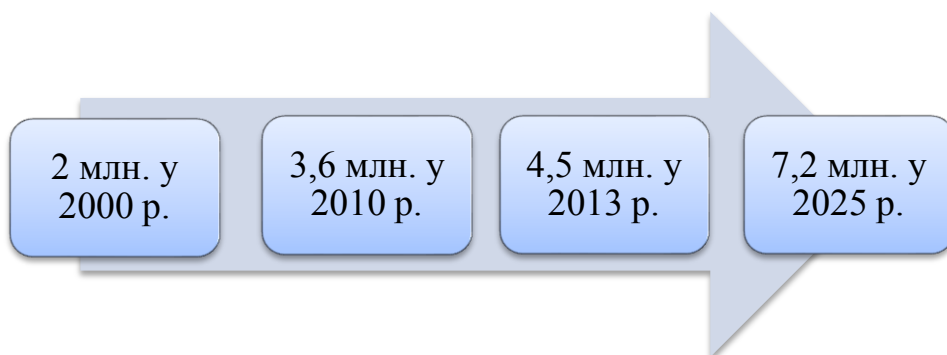 2 млн. у
2000 р.
3,6 млн. у
2010 р.
4,5 млн. у
2013 р.
7,2 млн. у
2025 р.